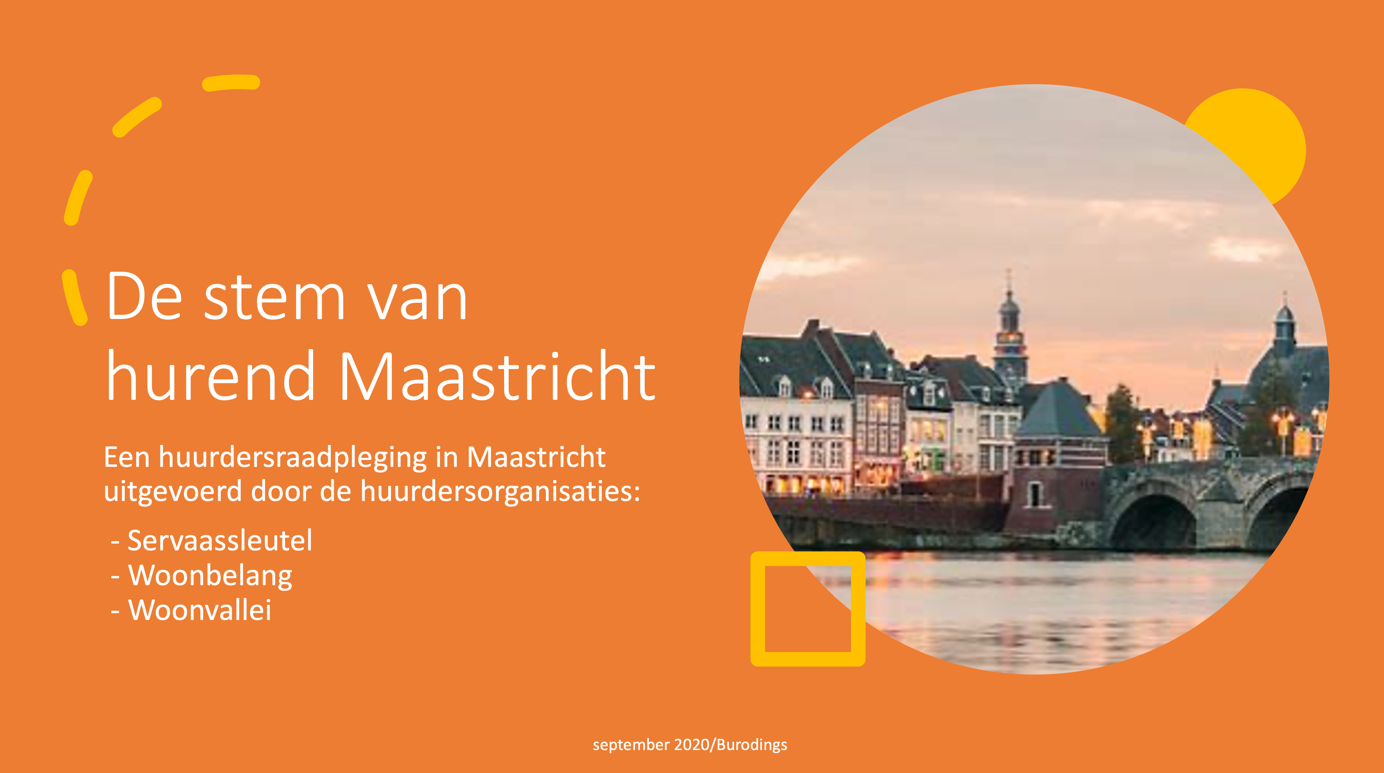 De stem van
hurend Maastricht
Een huurdersraadpleging in Maastricht
uitgevoerd door de huurdersorganisaties:
- Servaassleutel
- Woonbelang
- Woonvallei
september 2020/Burodings